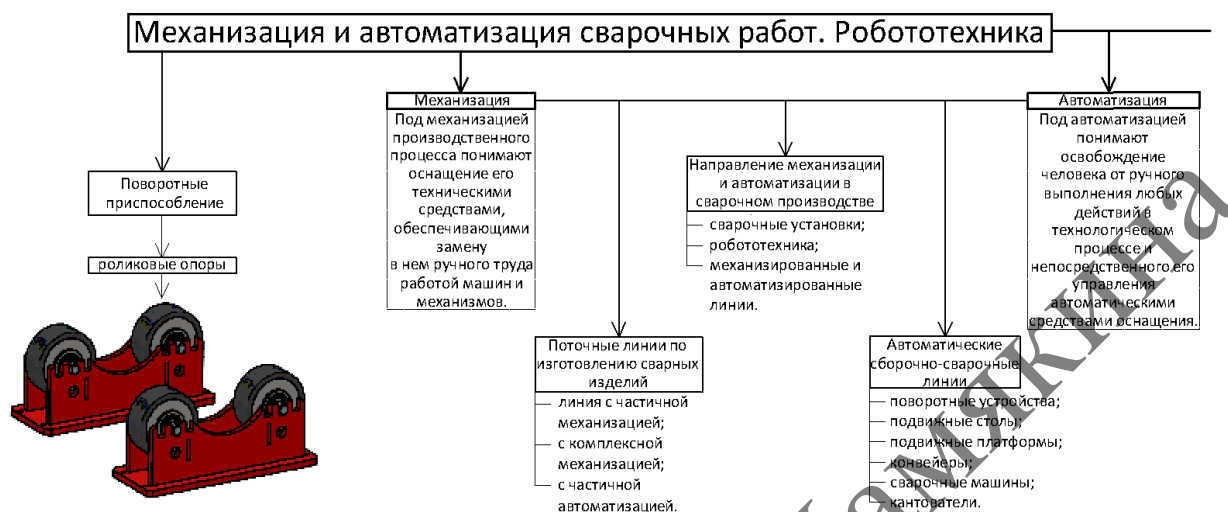 Механизация и автоматизация сварочных работ. Робототехника
Поворотные
приспособление
роликовые опоры
Механизация
Под механизацией
производственного
процесса понимают
оснащение его
техническими
средствами,
обеспечивающими
замену
в нем ручного труда
работой машин и
механизмов.
Направление механизации
и автоматизации в
сварочном производстве
сварочные установки;
робототехника;
механизированные и
автоматизированные
линии.
Автоматизация
Под автоматизацией
понимают
освобождение
человека от ручного
выполнения любых
действий в
технологическом
процессе и
непосредственного его
управления
автоматическими
средствами оснащения.
Поточные линии по
изготовлению сварных
изделий
линия с частичной
механизацией;
с комплексной
механизацией;
с частичной
автоматизацией.
Автоматические
сборочно-сварочные
линии
поворотные устройства;
подвижные столы;
подвижные платформы;
конвейеры;
сварочные машины;
кантователи.